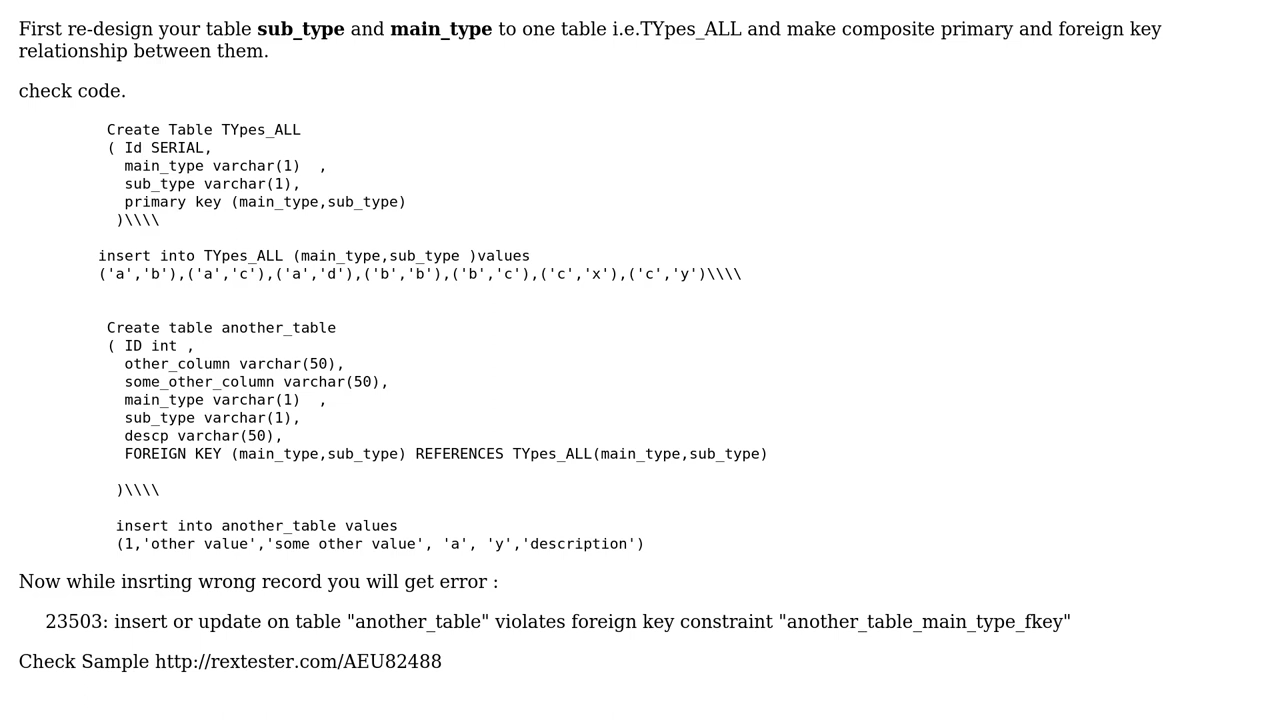 First re-design your table sub_type and main_type to one table i.e.TYpes_ALL and make composite primary and foreign key
relationship between them.
check code.
Create Table TYpes_ALL
( Id SERIAL,
main_type varchar(1)  ,
sub_type varchar(1),
primary key (main_type,sub_type)
)\\\\
insert into TYpes_ALL (main_type,sub_type )values
('a','b'),('a','c'),('a','d'),('b','b'),('b','c'),('c','x'),('c','y')\\\\
Create table another_table
( ID int ,
other_column varchar(50),
some_other_column varchar(50),
main_type varchar(1)  ,
sub_type varchar(1),
descp varchar(50),
FOREIGN KEY (main_type,sub_type) REFERENCES TYpes_ALL(main_type,sub_type)
)\\\\
insert into another_table values
(1,'other value','some other value', 'a', 'y','description')
Now while insrting wrong record you will get error :
23503: insert or update on table "another_table" violates foreign key constraint "another_table_main_type_fkey"
Check Sample http://rextester.com/AEU82488